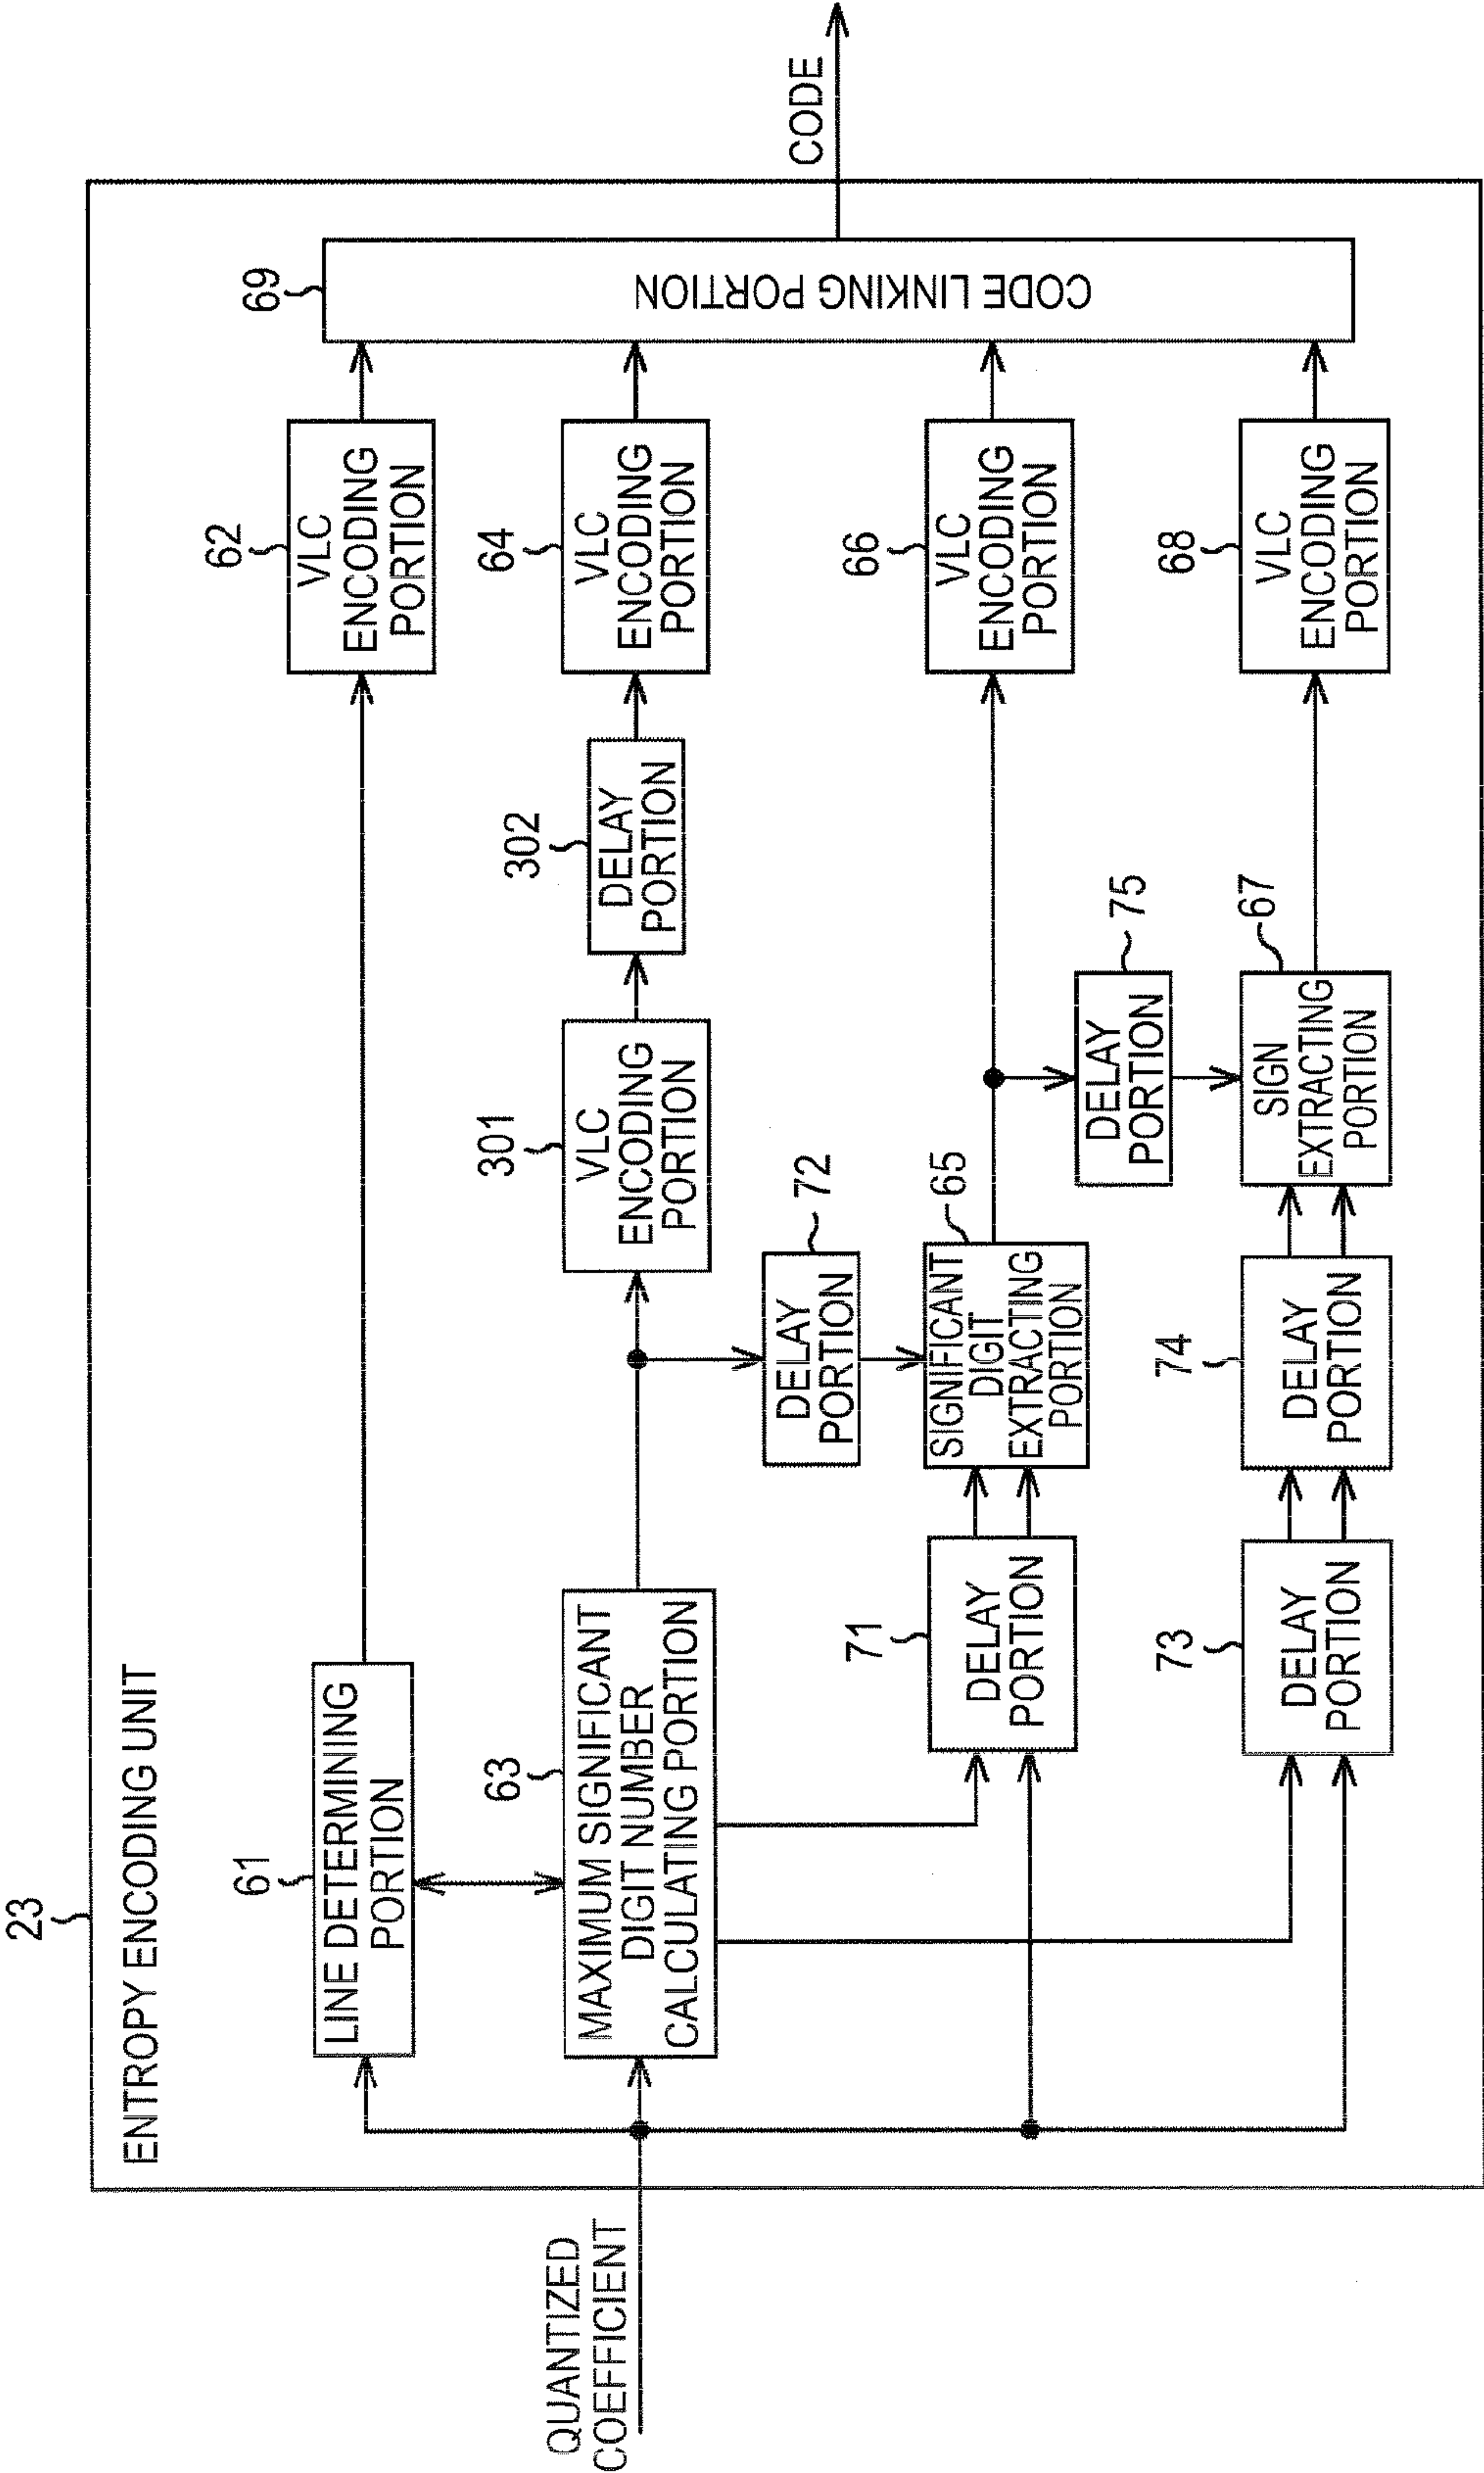 23
ENTROPY ENCODING UNIT
QUANTIZED
COEFFICIENT
61
LINE DETERMINING
PORTION
62
VLC
ENCODING
PORTION
63
MAXIMUM SIGNIFICANT
DIGIT NUMBER
CALCULATING PORTION
301
VLC
ENCODING
PORTION
302
DELAY
PORTION
64
VLC
ENCODING
PORTION
72
DELAY
PORTION
71
DELAY
PORTION
65
SIGNIFICANT
DIGIT
EXTRACTING
PORTION
66
VLC
ENCODING
PORTION
75
DELAY
PORTION
73
DELAY
PORTION
74
DELAY
PORTION
67
SIGN
EXTRACTING
PORTION
68
VLC
ENCODING
PORTION
69
CODE LINKING PORTION
CODE